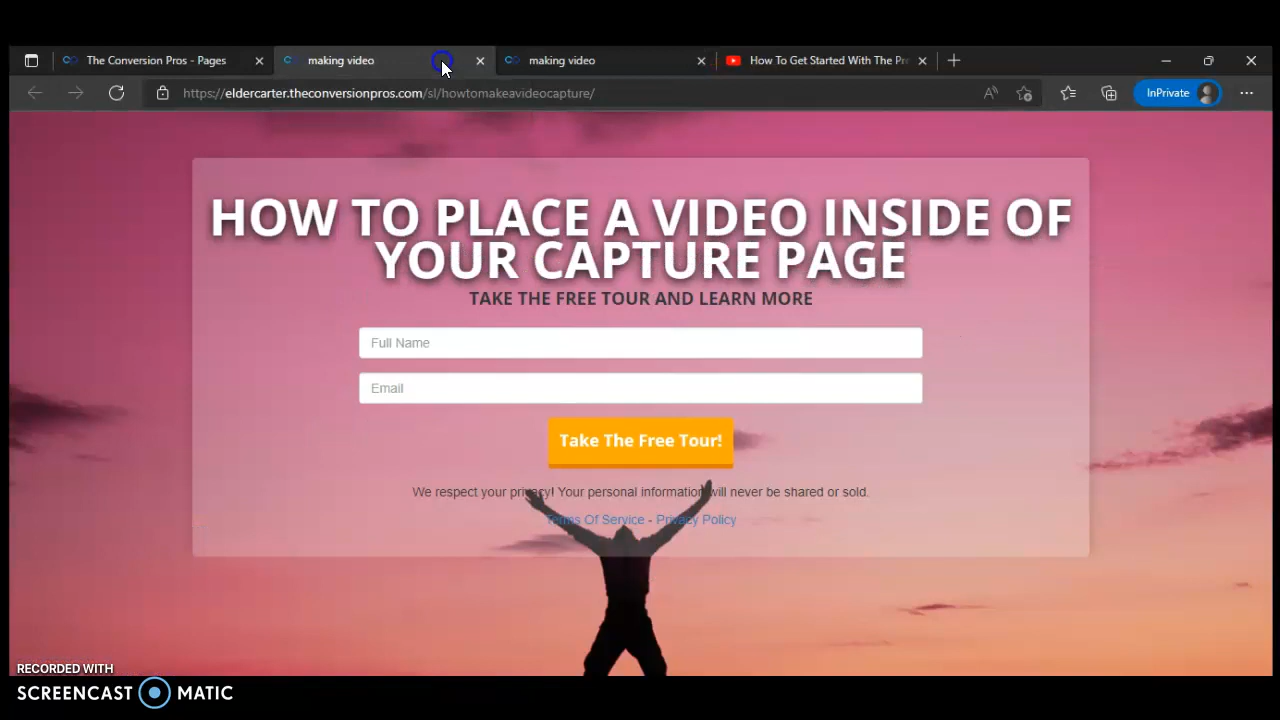 The Conversion Pros - Pages
making video
making video
How To Get Started With The Pr
https://eldercarter.theconversionpros.com/sl/howtomakeavideocapture/
InPrivate
HOW TO PLACE A VIDEO INSIDE OF
YOUR CAPTURE PAGE
TAKE THE FREE TOUR AND LEARN MORE
Full Name
Email
Take The Free Tour!
We respect your privacy! Your personal information will never be shared or sold.
Terms Of Service - Privacy Policy
RECORDED WITH
SCREENCAST MATIC